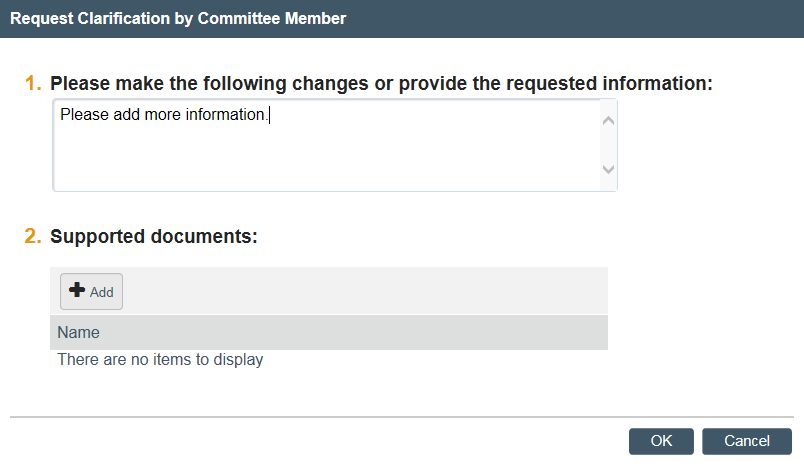 Request Clarification by Committee Member
1. Please make the following changes or provide the requested information:
Please add more information.
2. Supported documents:
Add
Name
There are no items to display
OK Cancel